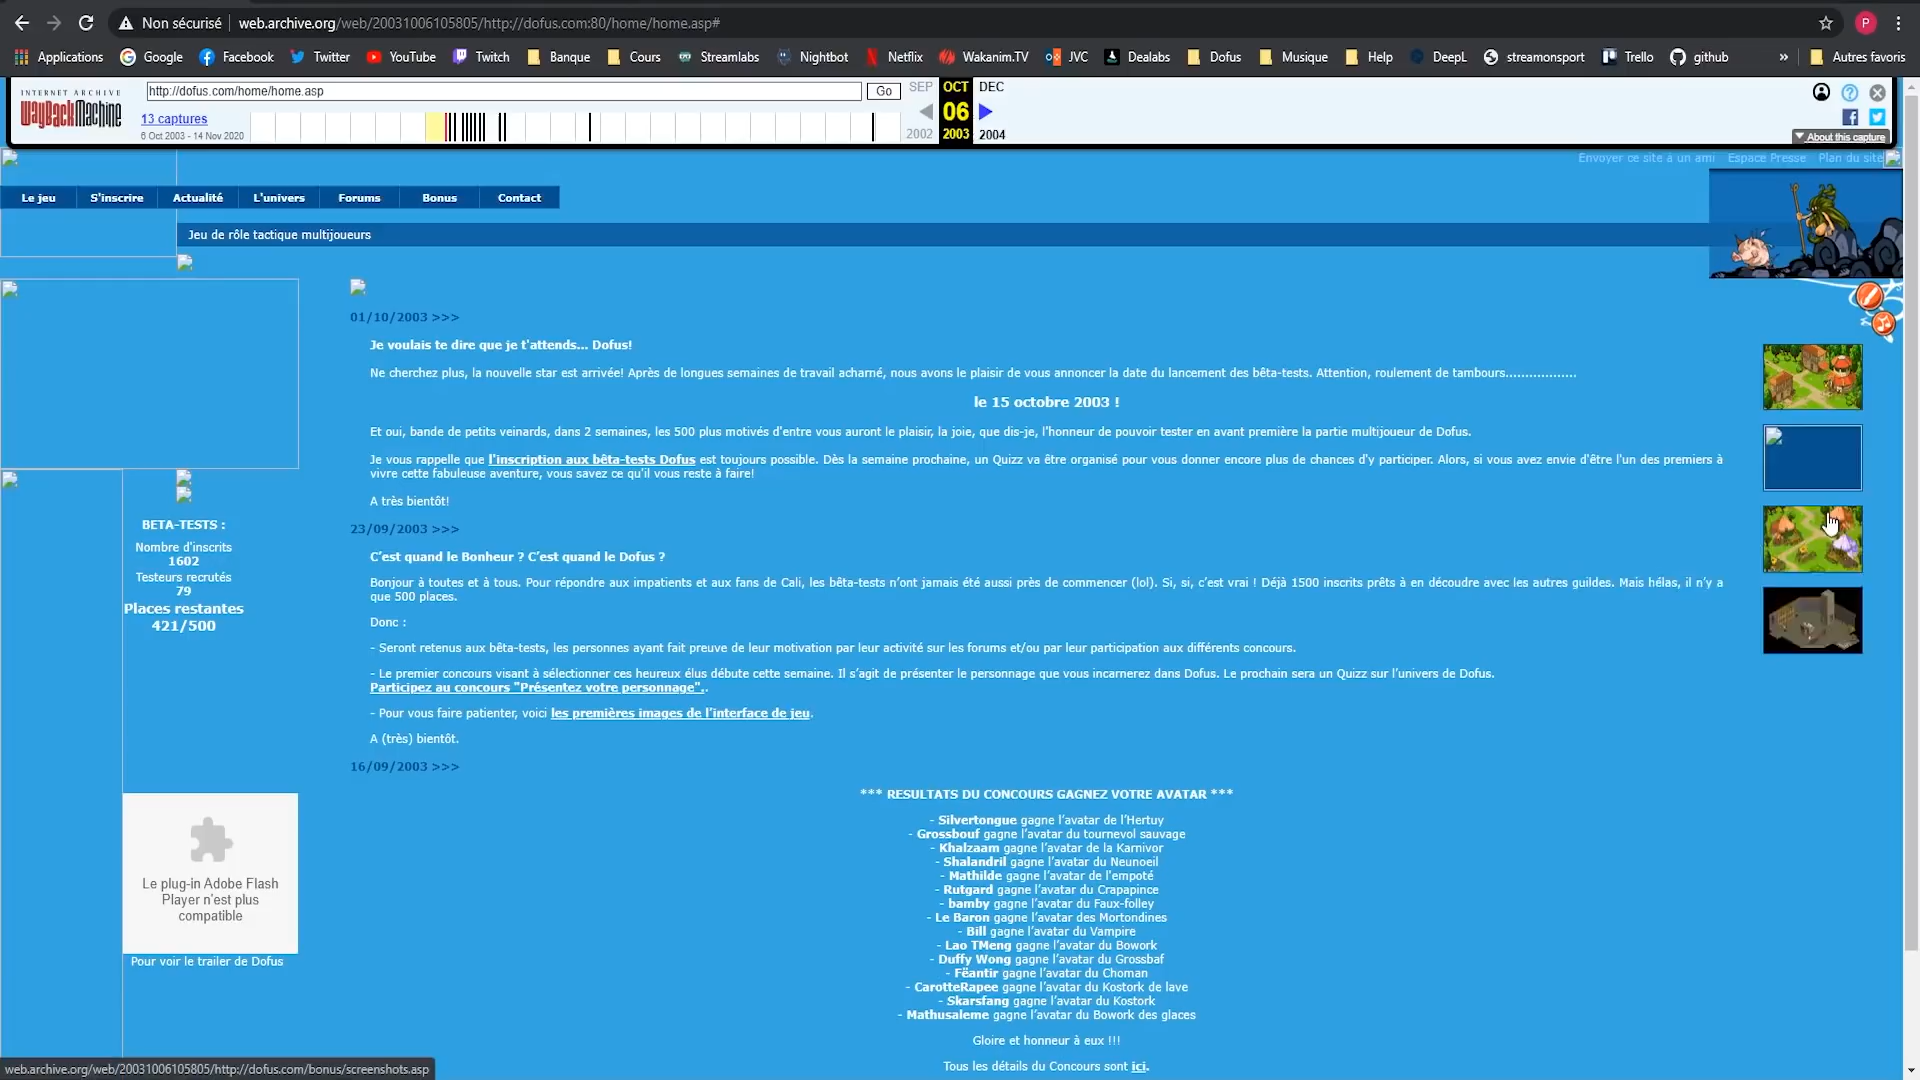 Non sécurisé
web.archive.org/web/20031006105805/http://dofus.com:80/home/home.asp#
P
Applications Google Facebook Twitter YouTube Twitch Banque Cours Streamlabs Nightbot Netflix Wakanim.TV JVC Dealabs Dofus Musique Help DeepL streamonsport Trello github » Autres favoris
INTERNET ARCHIVE
WayBackMachine
http://dofus.com/home/home.asp
Go
13 captures
6 Oct 2003 - 14 Nov 2020
SEP OCT DEC
06
2002 2003 2004
About this capture
Envoyer ce site à un ami Espace Presse Plan du site
Le jeu S'inscrire Actualité L'univers Forums Bonus Contact
Jeu de rôle tactique multijoueurs
01/10/2003 >>>
Je voulais te dire que je t'attends... Dofus!
Ne cherchez plus, la nouvelle star est arrivée! Après de longues semaines de travail acharné, nous avons le plaisir de vous annoncer la date du lancement des bêta-tests. Attention, roulement de tambours..................
le 15 octobre 2003 !
Et oui, bande de petits veinards, dans 2 semaines, les 500 plus motivés d'entre vous auront le plaisir, la joie, que dis-je, l'honneur de pouvoir tester en avant première la partie multijoueur de Dofus.
Je vous rappelle que l'inscription aux bêta-tests Dofus est toujours possible. Dès la semaine prochaine, un Quizz va être organisé pour vous donner encore plus de chances d'y participer. Alors, si vous avez envie d'être l'un des premiers à
vivre cette fabuleuse aventure, vous savez ce qu'il vous reste à faire!
A très bientôt!
23/09/2003 >>>
C'est quand le Bonheur ? C'est quand le Dofus ?
Bonjour à toutes et à tous. Pour répondre aux impatients et aux fans de Cali, les bêta-tests n'ont jamais été aussi près de commencer (lol). Si, si, c'est vrai ! Déjà 1500 inscrits prêts à en découdre avec les autres guildes. Mais hélas, il n'y a
que 500 places.
Donc :
- Seront retenus aux bêta-tests, les personnes ayant fait preuve de leur motivation par leur activité sur les forums et/ou par leur participation aux différents concours.
- Le premier concours visant à sélectionner ces heureux élus débute cette semaine. Il s'agit de présenter le personnage que vous incarnerez dans Dofus. Le prochain sera un Quizz sur l'univers de Dofus.
Participez au concours "Présentez votre personnage"..
- Pour vous faire patienter, voici les premières images de l'interface de jeu.
A (très) bientôt.
16/09/2003 >>>
*** RESULTATS DU CONCOURS GAGNEZ VOTRE AVATAR ***
- Silvertongue gagne l'avatar de l'Hertuy
- Grossbouf gagne l'avatar du tournevol sauvage
- Khalzaam gagne l'avatar de la Karnivor
- Shalandril gagne l'avatar du Neunoeil
- Mathilde gagne l'avatar de l'empoté
- Rutgard gagne l'avatar du Crapapince
- bamby gagne l'avatar du Faux-folley
- Le Baron gagne l'avatar des Mortondines
- Bill gagne l'avatar du Vampire
- Lao TMeng gagne l'avatar du Bowork
- Duffy Wong gagne l'avatar du Grossbaf
- Fëantir gagne l'avatar du Choman
- CarotteRapee gagne l'avatar du Kostork de lave
- Skarsfang gagne l'avatar du Kostork
- Mathusaleme gagne l'avatar du Bowork des glaces
Gloire et honneur à eux !!!
Tous les détails du Concours sont ici.
BETA-TESTS :
Nombre d'inscrits
1602
Testeurs recrutés
79
Places restantes
421/500
Le plug-in Adobe Flash
Player n'est plus
compatible
Pour voir le trailer de Dofus
web.archive.org/web/20031006105805/http://dofus.com/bonus/screenshots.asp